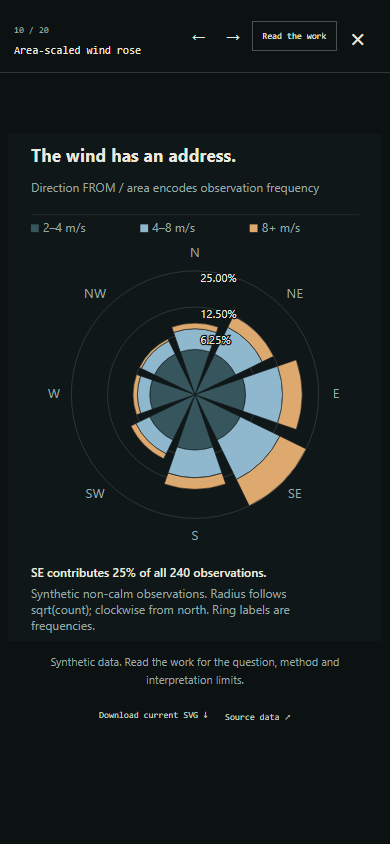 10 / 20
Area-scaled wind rose
← →
Read the work
✕
The wind has an address.
Direction FROM / area encodes observation frequency
2–4 m/s
4–8 m/s
8+ m/s
N
25.00%
NW
NE
12.50%
6.25%
W
E
SW
SE
S
SE contributes 25% of all 240 observations.
Synthetic non-calm observations. Radius follows
sqrt(count); clockwise from north. Ring labels are
frequencies.
Synthetic data. Read the work for the question, method and
interpretation limits.
Download current SVG ↓
Source data ↗